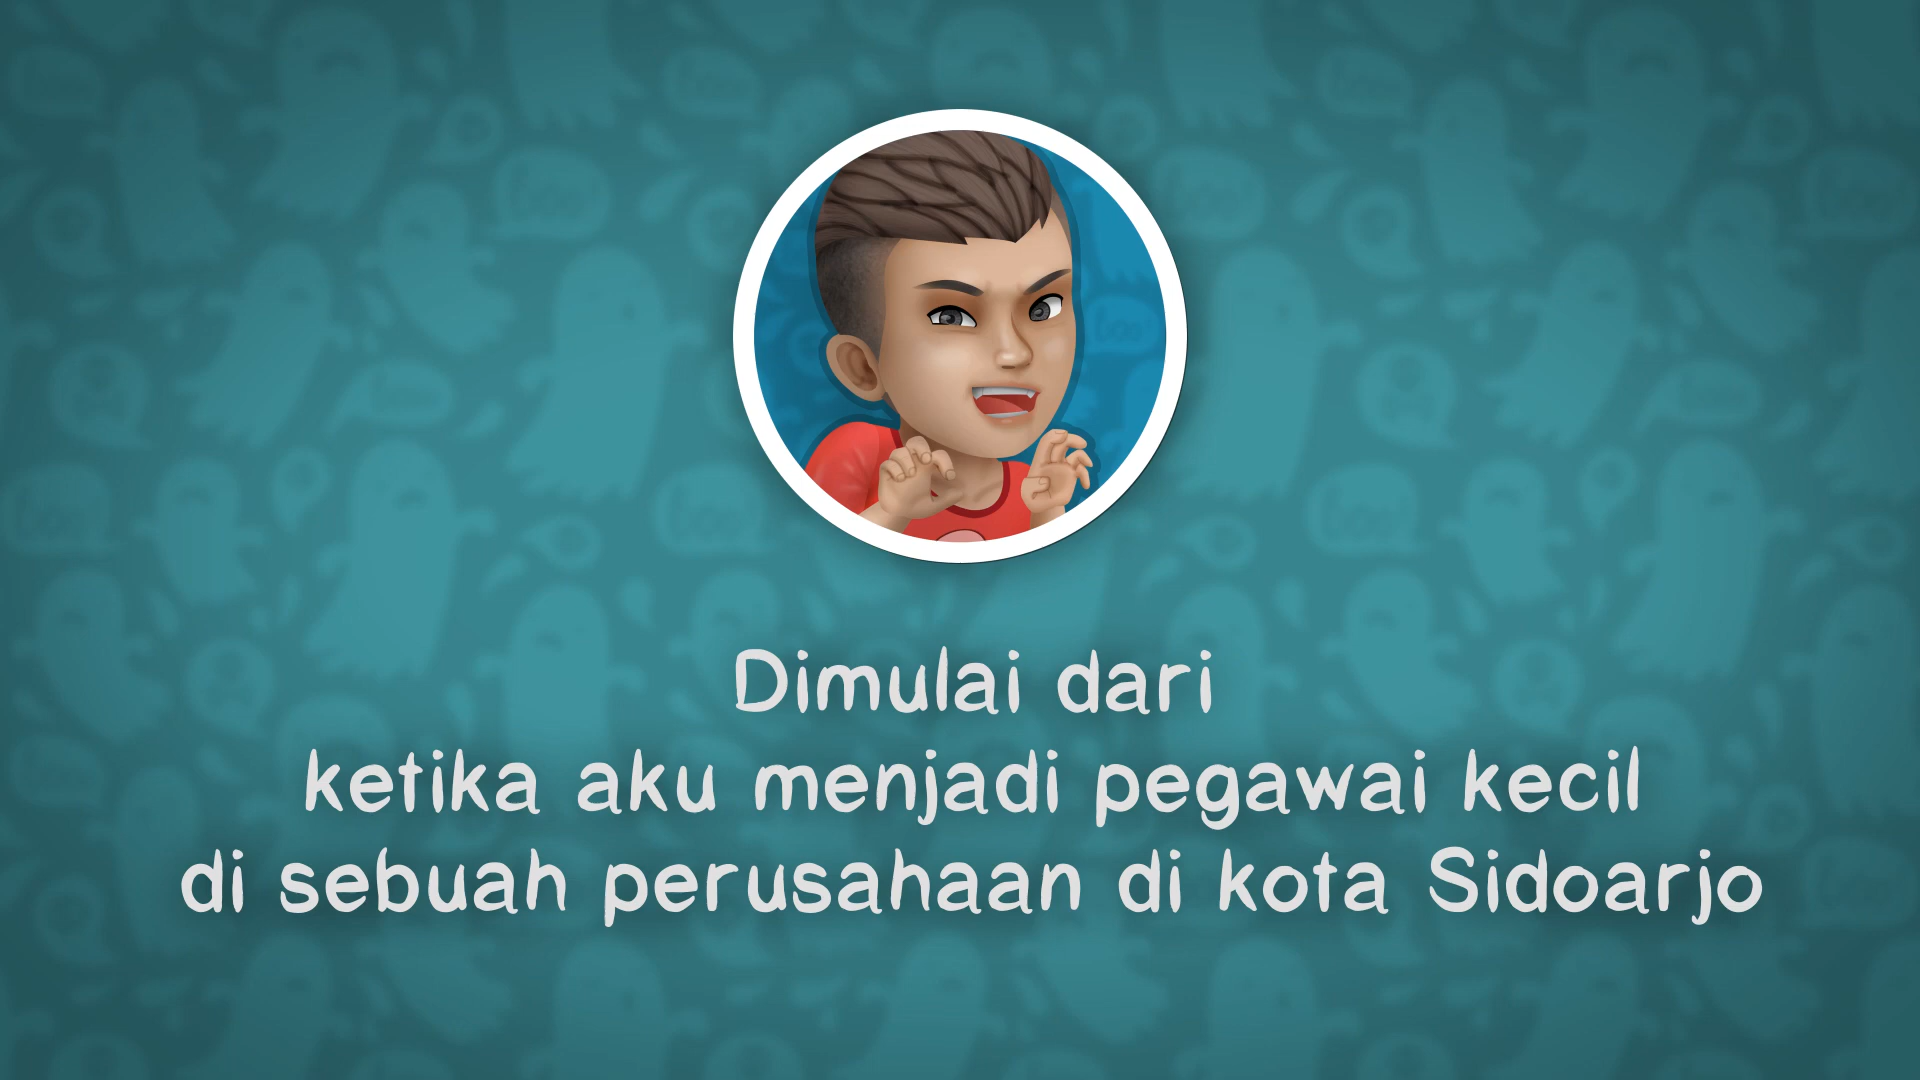 Dimulai dari
ketika aku menjadi pegawai kecil
di sebuah perusahaan di kota Sidoarjo